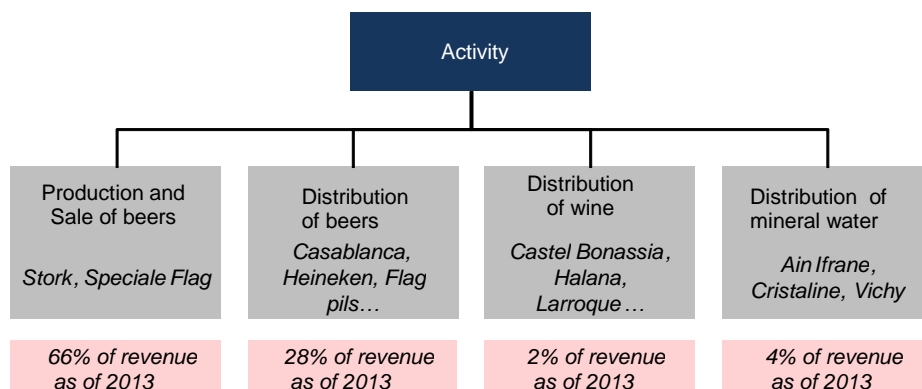 Activity
Production and
Sale of beers
Stork, Speciale Flag
66% of revenue
as of 2013
Distribution
of beers
Casablanca,
Heineken, Flag
pils…
28% of revenue
as of 2013
Distribution
of wine
Castel Bonassia,
Halana,
Larroque…
2% of revenue
as of 2013
Distribution of
mineral water
Ain Ifrane,
Cristaline, Vichy
4% of revenue
as of 2013